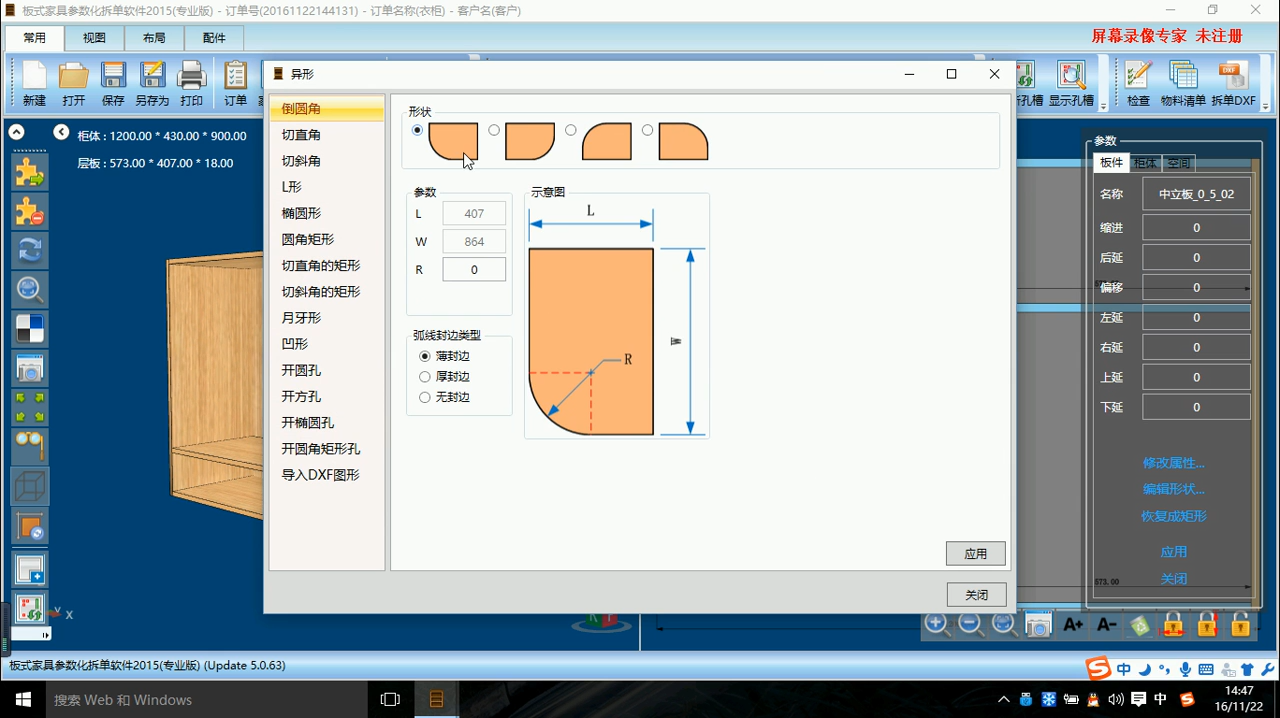 板式家具参数化拆单软件2015(专业版) - 订单号(20161122144131) - 订单名称(衣柜) - 客户名(客户)
常用 视图 布局 配件
屏幕录像专家 未注册
新建 打开 保存 另存为 打印 订单
孔槽 显示孔槽 检查 物料清单 拆单DXF
柜体 : 1200.00 * 430.00 * 900.00
层板 : 573.00 * 407.00 * 18.00
异形
倒圆角
切直角
切斜角
L形
椭圆形
圆角矩形
切直角的矩形
切斜角的矩形
月牙形
凹形
开圆孔
开方孔
开椭圆孔
开圆角矩形孔
导入DXF图形
形状
参数
L 407
W 864
R 0
弧线封边类型
薄封边
厚封边
无封边
示意图
L
W
R
应用
关闭
参数
板件 柜体 空间
名称 中立板_0_5_02
缩进 0
后延 0
偏移 0
左延 0
右延 0
上延 0
下延 0
修改属性...
编辑形状...
恢复成矩形
应用
关闭
573.00
Y X
A+ A-
板式家具参数化拆单软件2015(专业版) (Update 5.0.63)
中
搜索 Web 和 Windows
中
14:47
16/11/22